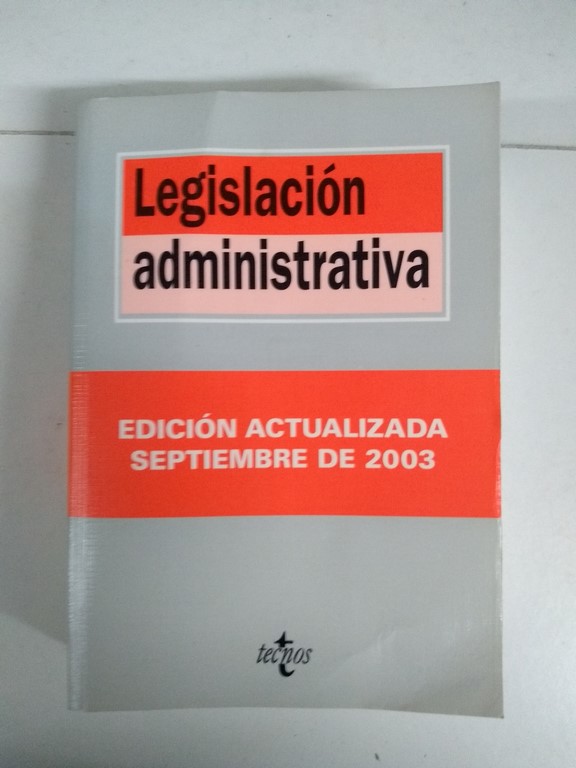 Legislación
administrativa
EDICIÓN ACTUALIZADA
SEPTIEMBRE DE 2003
tecnos